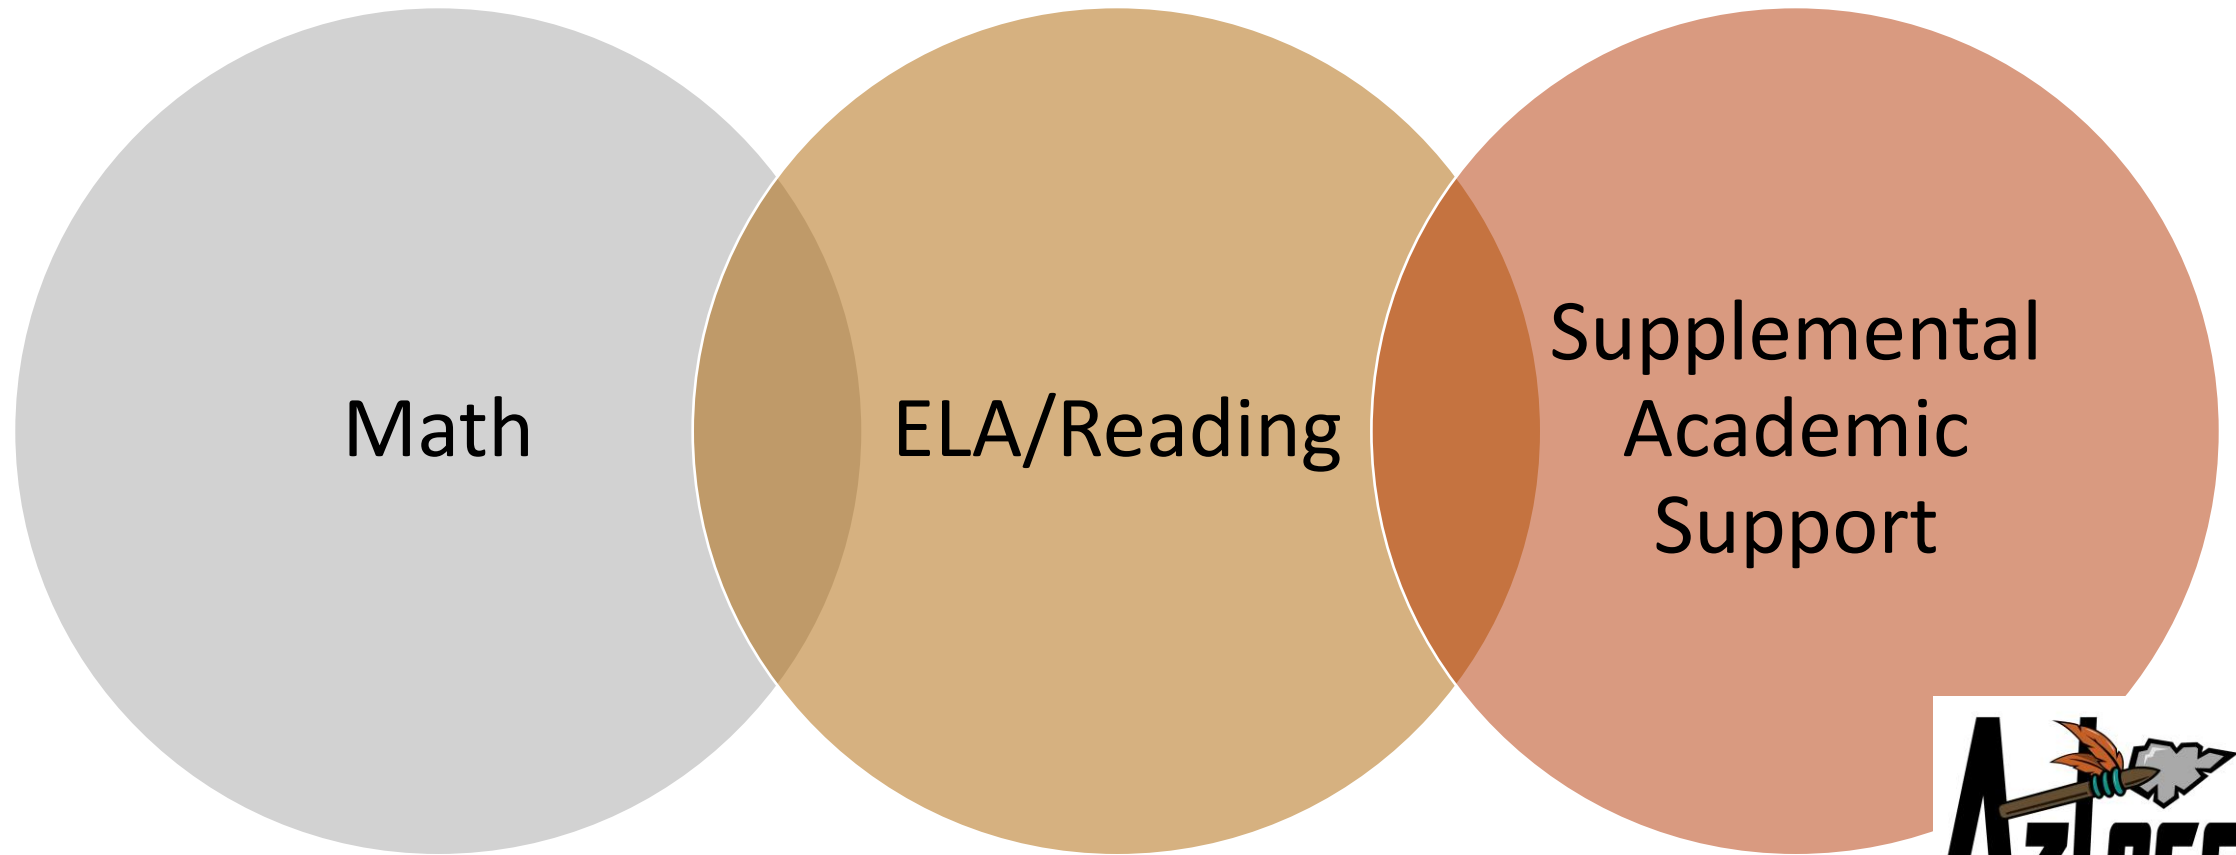 Math
ELA/Reading
Supplemental
Academic
Support